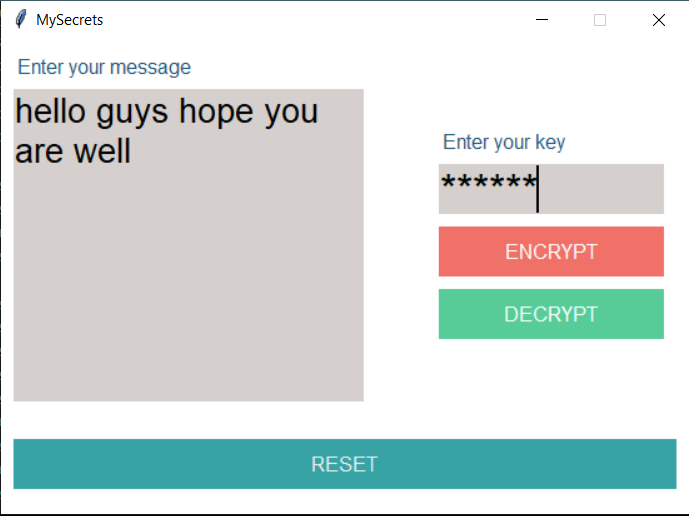 MySecrets
Enter your message
hello guys hope you
are well
Enter your key
******
ENCRYPT
DECRYPT
RESET